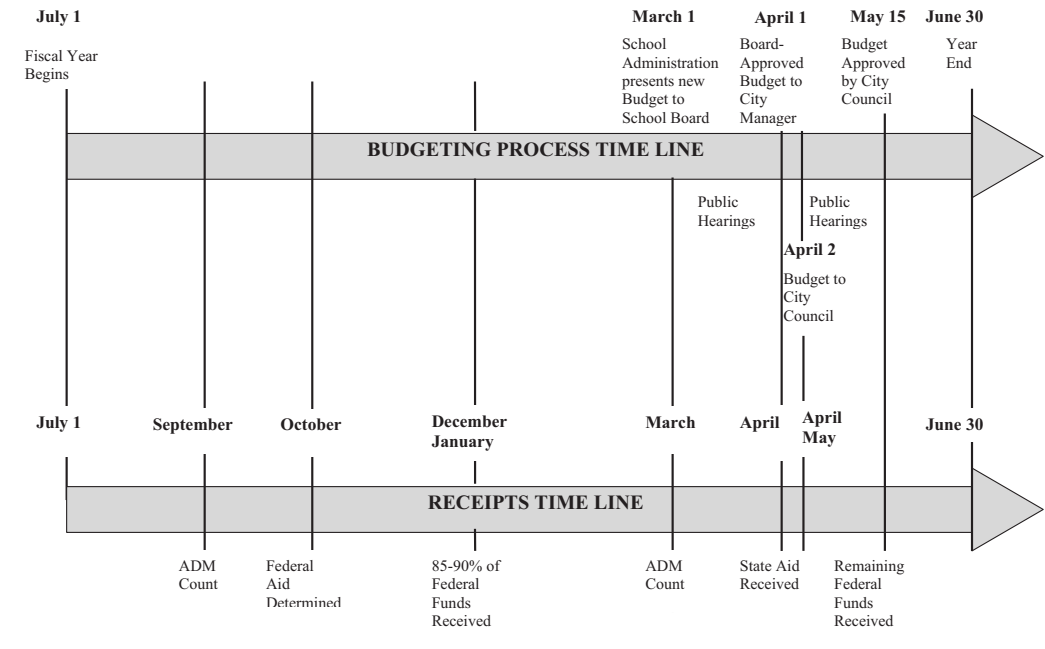 July 1
March 1
April 1
May 15
June 30
Fiscal Year
Begins
School
Administration
presents new
Budget to
School Board
Board-
Approved
Budget to
City
Manager
Budget
Approved
by City
Council
Year
End
BUDGETING PROCESS TIME LINE
Public
Hearings
Public
Hearings
April 2
Budget to
City
Council
July 1
September
October
December
January
March
April
April
May
June 30
RECEIPTS TIME LINE
ADM
Count
Federal
Aid
Determined
85-90% of
Federal
Funds
Received
ADM
Count
State Aid
Received
Remaining
Federal
Funds
Received